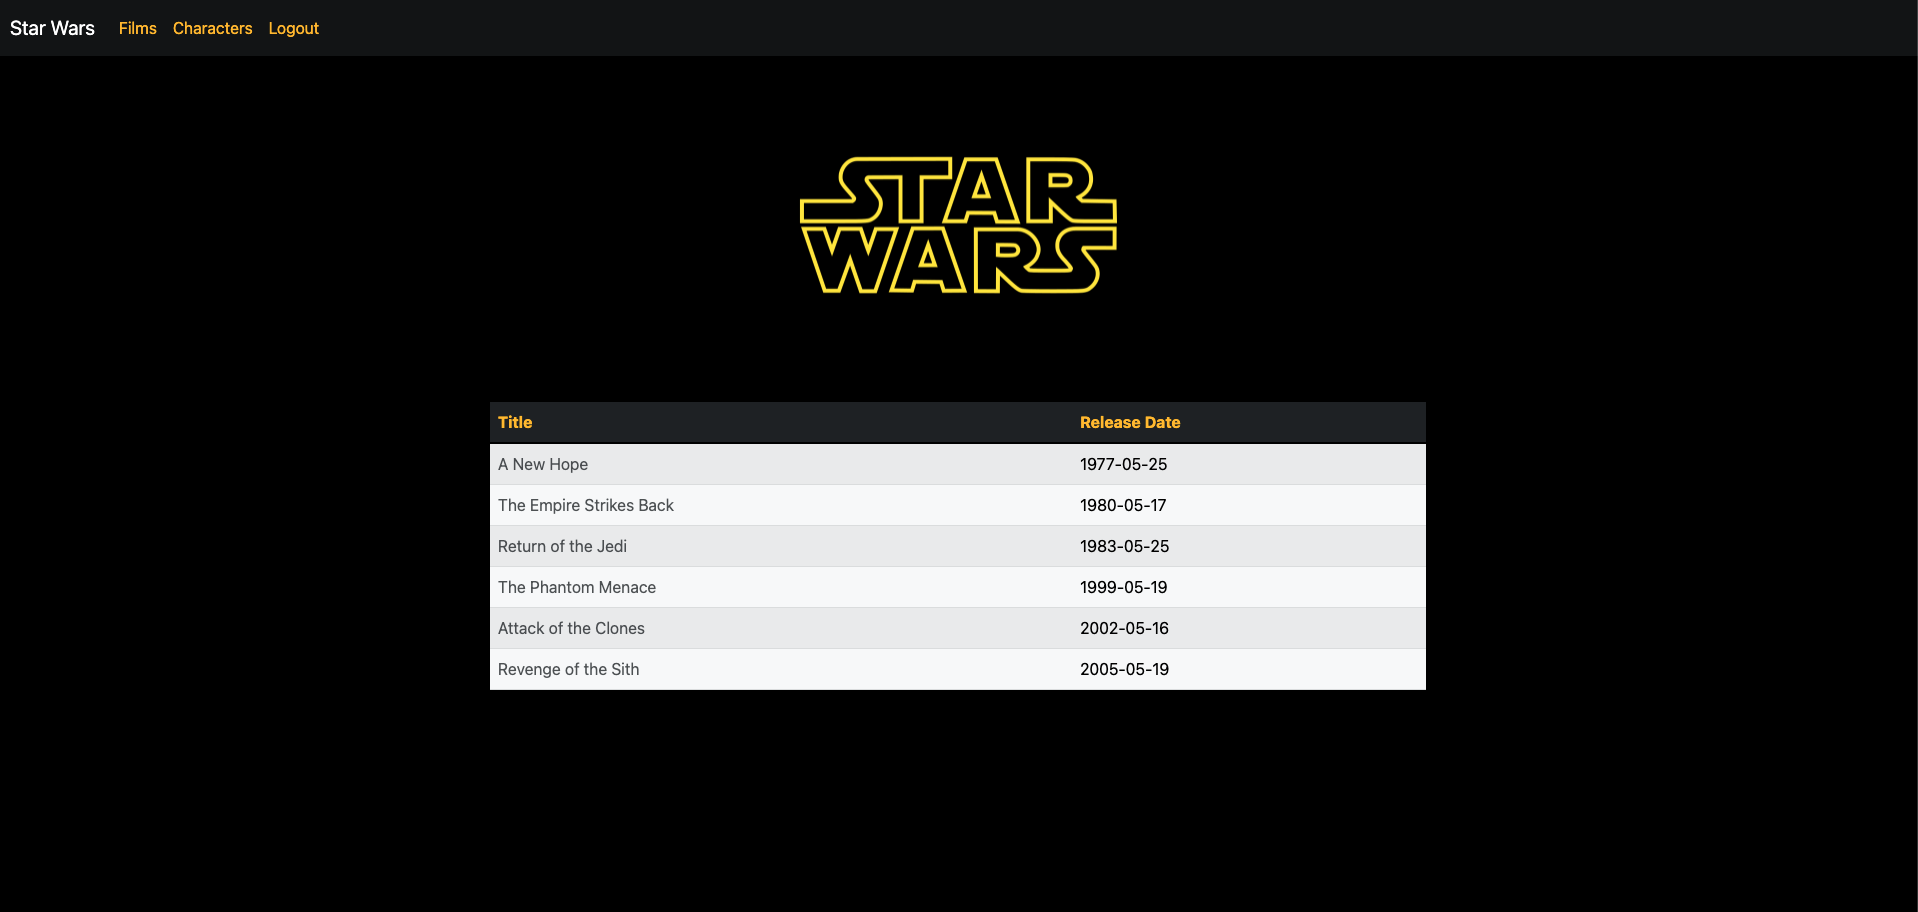 Star Wars Films Characters Logout
STAR
WARS
Title Release Date
A New Hope 1977-05-25
The Empire Strikes Back 1980-05-17
Return of the Jedi 1983-05-25
The Phantom Menace 1999-05-19
Attack of the Clones 2002-05-16
Revenge of the Sith 2005-05-19